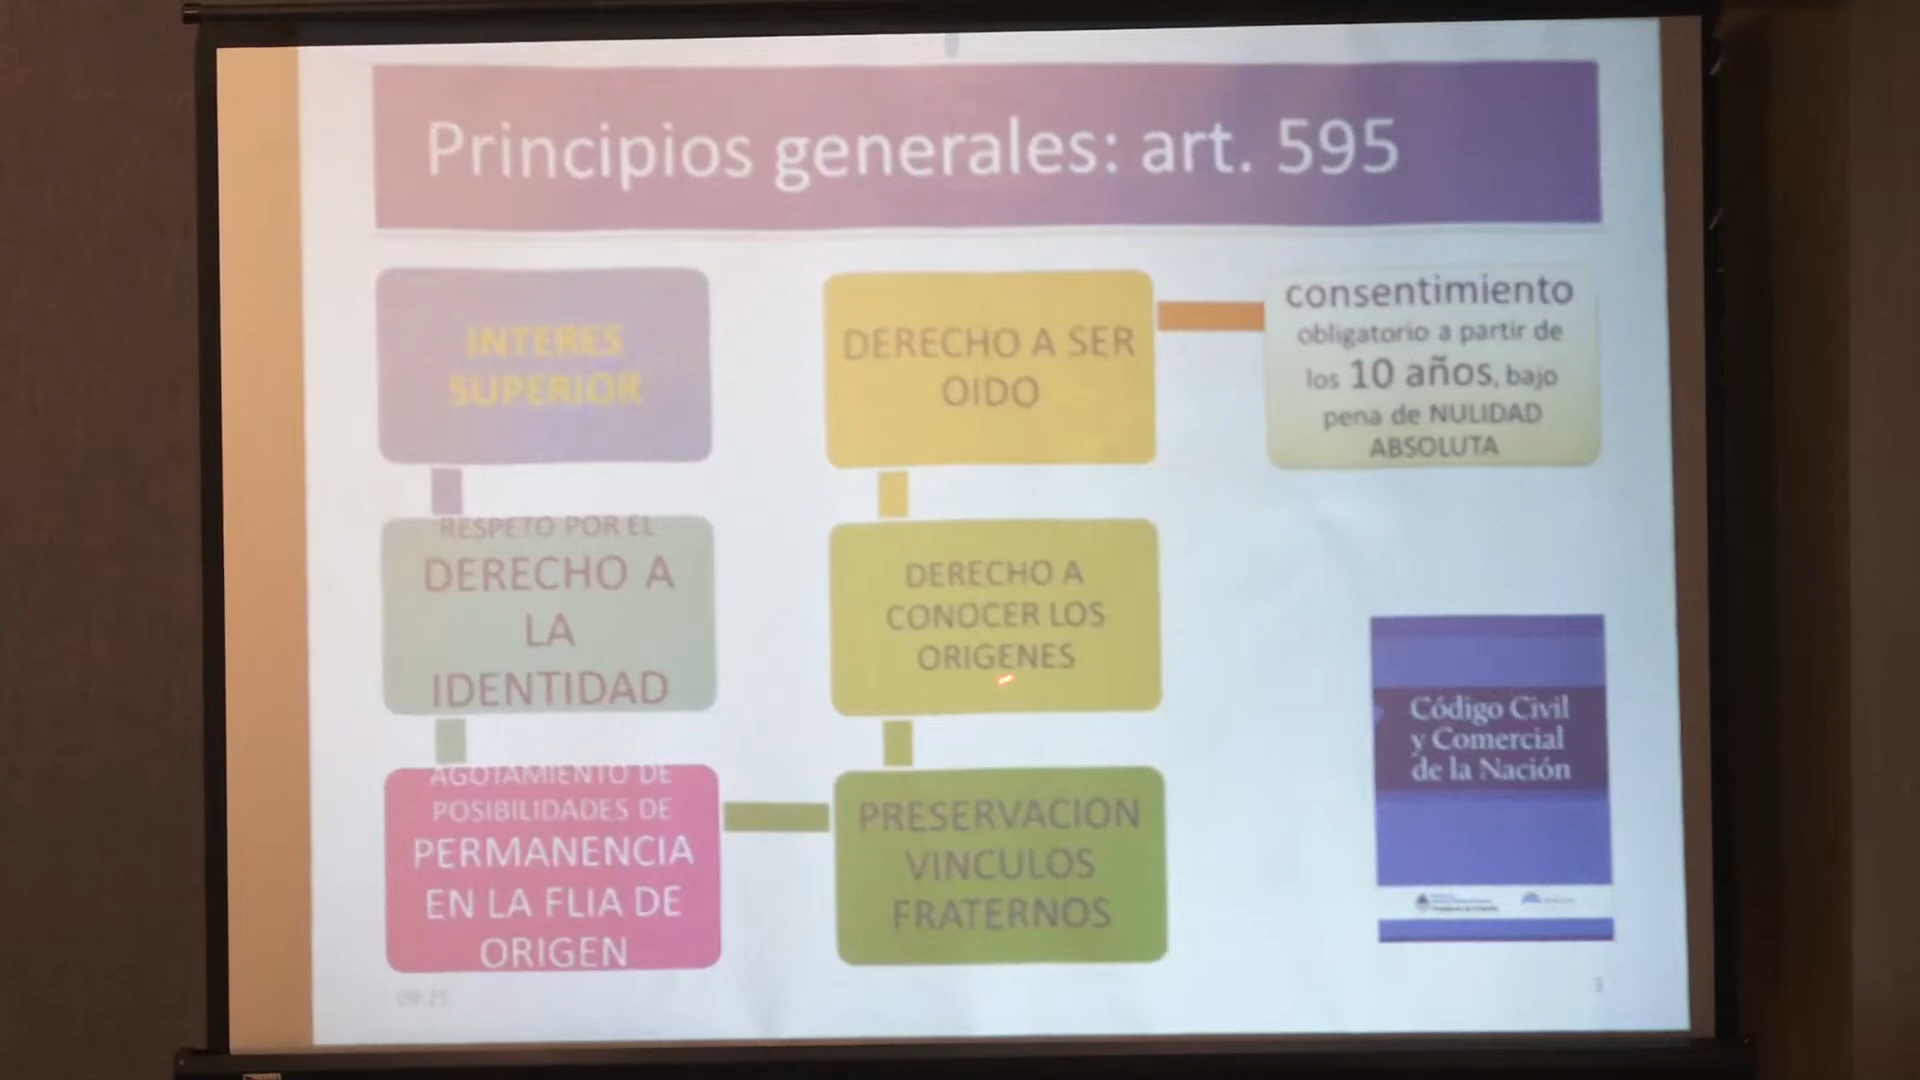 Principios generales: art. 595
INTERES
SUPERIOR
RESPETO POR EL
DERECHO A
LA
IDENTIDAD
AGOTAMIENTO DE
POSIBILIDADES DE
PERMANENCIA
EN LA FLIA DE
ORIGEN
PRESERVACION
VINCULOS
FRATERNOS
DERECHO A
CONOCER LOS
ORIGENES
DERECHO A SER
OIDO
consentimiento
obligatorio a partir de
los 10 años, bajo
pena de NULIDAD
ABSOLUTA
Código Civil
y Comercial
de la Nación
3